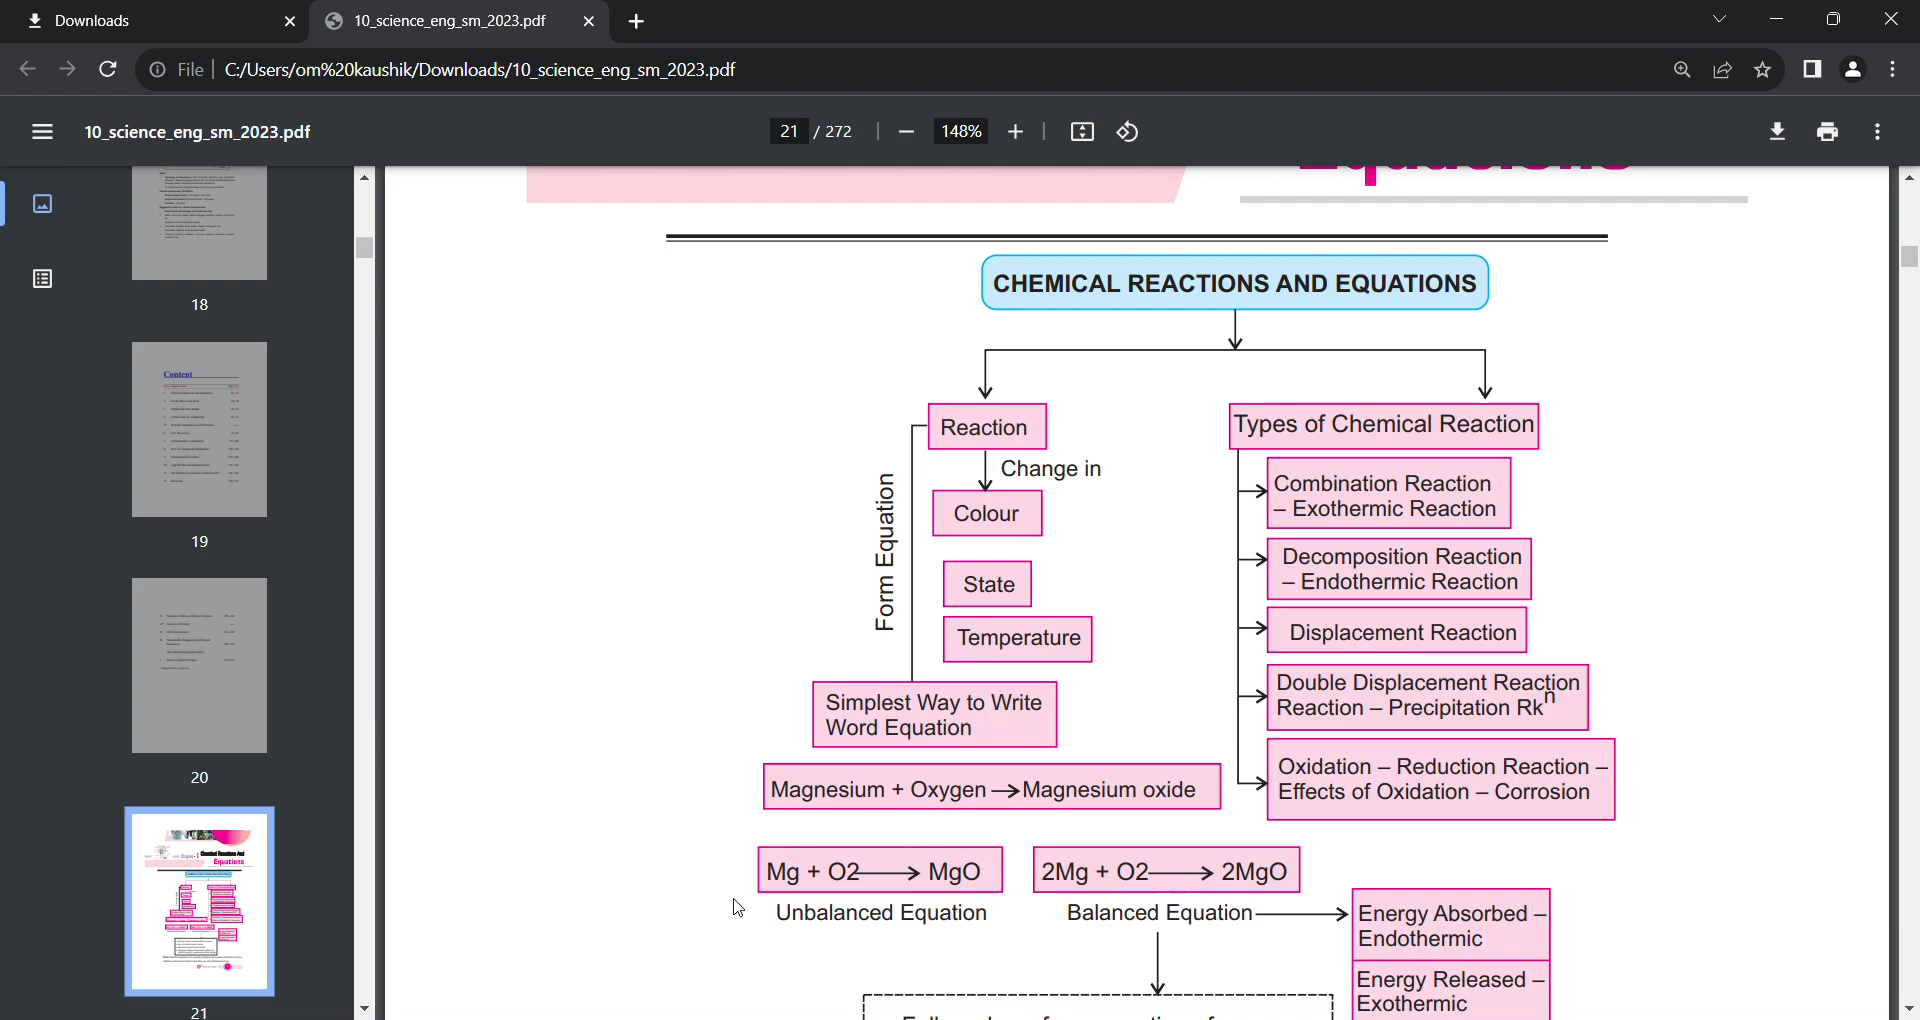 Downloads
10_science_eng_sm_2023.pdf
File
C:/Users/om%20kaushik/Downloads/10_science_eng_sm_2023.pdf
10_science_eng_sm_2023.pdf
21 / 272
148%
18
Content
19
20
Equations
21
Equations
CHEMICAL REACTIONS AND EQUATIONS
Reaction
Change in
Colour
State
Temperature
Form Equation
Simplest Way to Write
Word Equation
Magnesium + Oxygen → Magnesium oxide
Mg + O2 → MgO
Unbalanced Equation
2Mg + O2 → 2MgO
Balanced Equation
Types of Chemical Reaction
Combination Reaction
– Exothermic Reaction
Decomposition Reaction
– Endothermic Reaction
Displacement Reaction
Double Displacement Reaction
Reaction – Precipitation Rkⁿ
Oxidation – Reduction Reaction –
Effects of Oxidation – Corrosion
Energy Absorbed –
Endothermic
Energy Released –
Exothermic